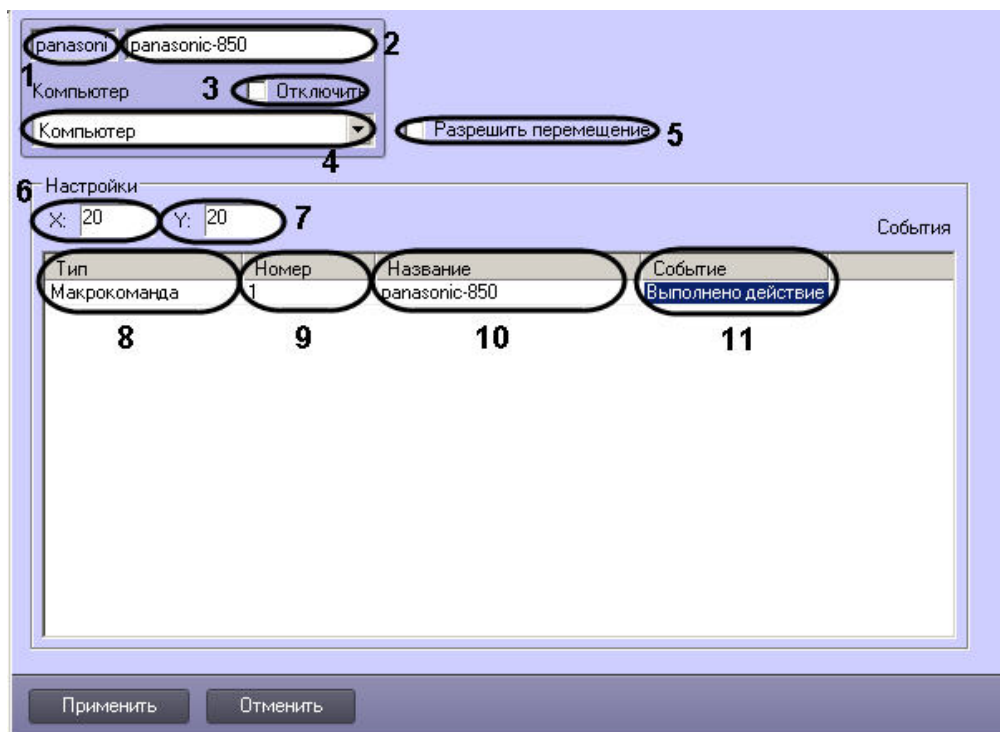 panasoni panasonic-850 2
1 Компьютер 3 Отключить
Компьютер Разрешить перемещение 5
4
6 Настройки
X: 20 Y: 20 7 События
Тип Номер Название Событие
Макрокоманда 1 panasonic-850 Выполнено действие
8 9 10 11
Применить Отменить